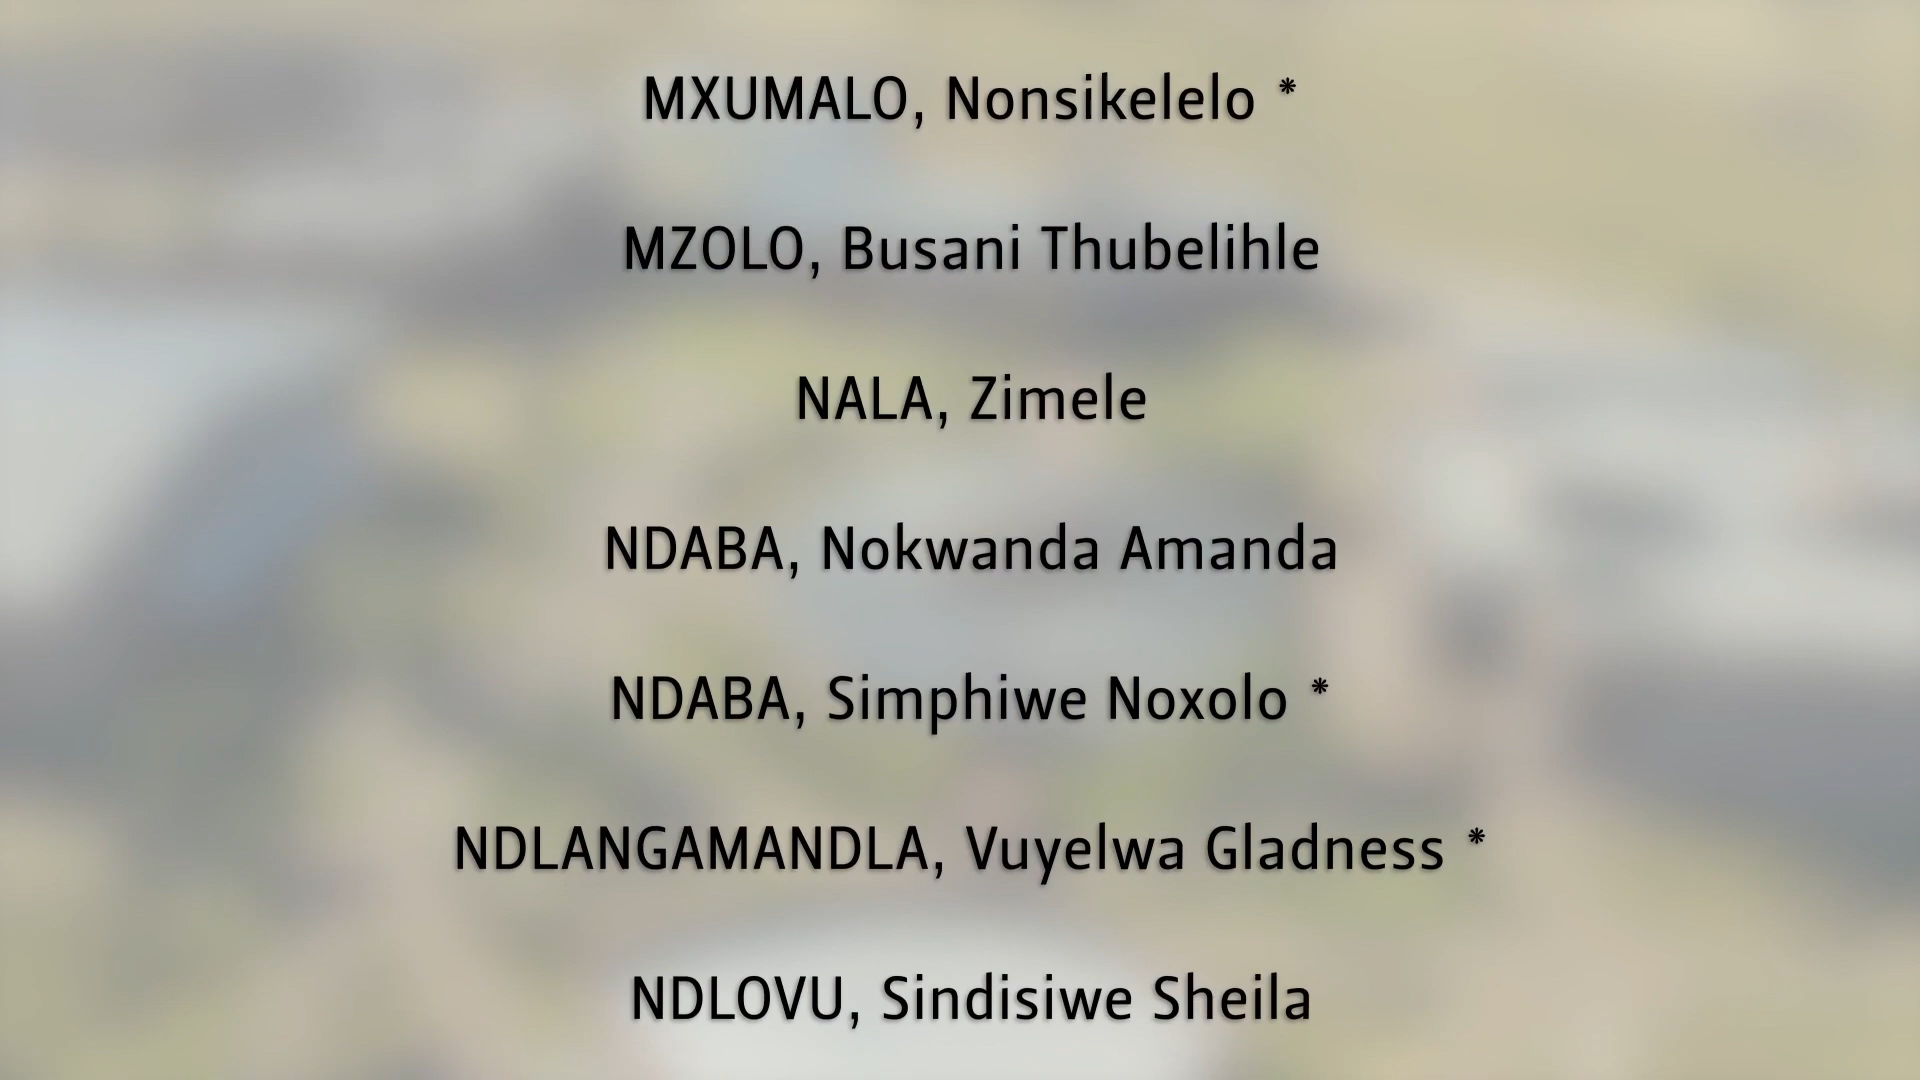 MXUMALO, Nonsikelelo *
MZOLO, Busani Thubelihle
NALA, Zimele
NDABA, Nokwanda Amanda
NDABA, Simphiwe Noxolo *
NDLANGAMANDLA, Vuyelwa Gladness *
NDLOVU, Sindisiwe Sheila